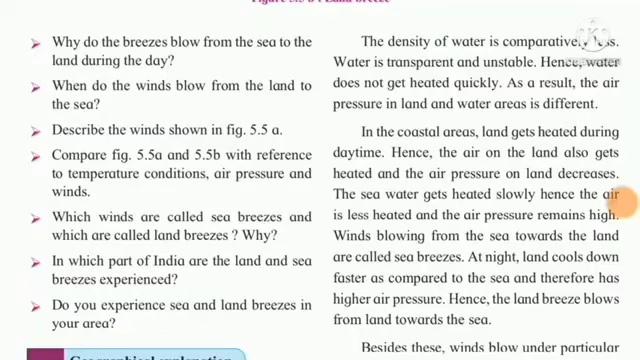 Figure 5.5 b : Land breeze
Why do the breezes blow from the sea to the
land during the day?
When do the winds blow from the land to
the sea?
Describe the winds shown in fig. 5.5 a.
Compare fig. 5.5a and 5.5b with reference
to temperature conditions, air pressure and
winds.
Which winds are called sea breezes and
which are called land breezes ? Why?
In which part of India are the land and sea
breezes experienced?
Do you experience sea and land breezes in
your area?
Geographical explanation
The density of water is comparatively less.
Water is transparent and unstable. Hence, water
does not get heated quickly. As a result, the air
pressure in land and water areas is different.
In the coastal areas, land gets heated during
daytime. Hence, the air on the land also gets
heated and the air pressure on land decreases.
The sea water gets heated slowly hence the air
is less heated and the air pressure remains high.
Winds blowing from the sea towards the land
are called sea breezes. At night, land cools down
faster as compared to the sea and therefore has
higher air pressure. Hence, the land breeze blows
from land towards the sea.
Besides these, winds blow under particular
KINEMASTER